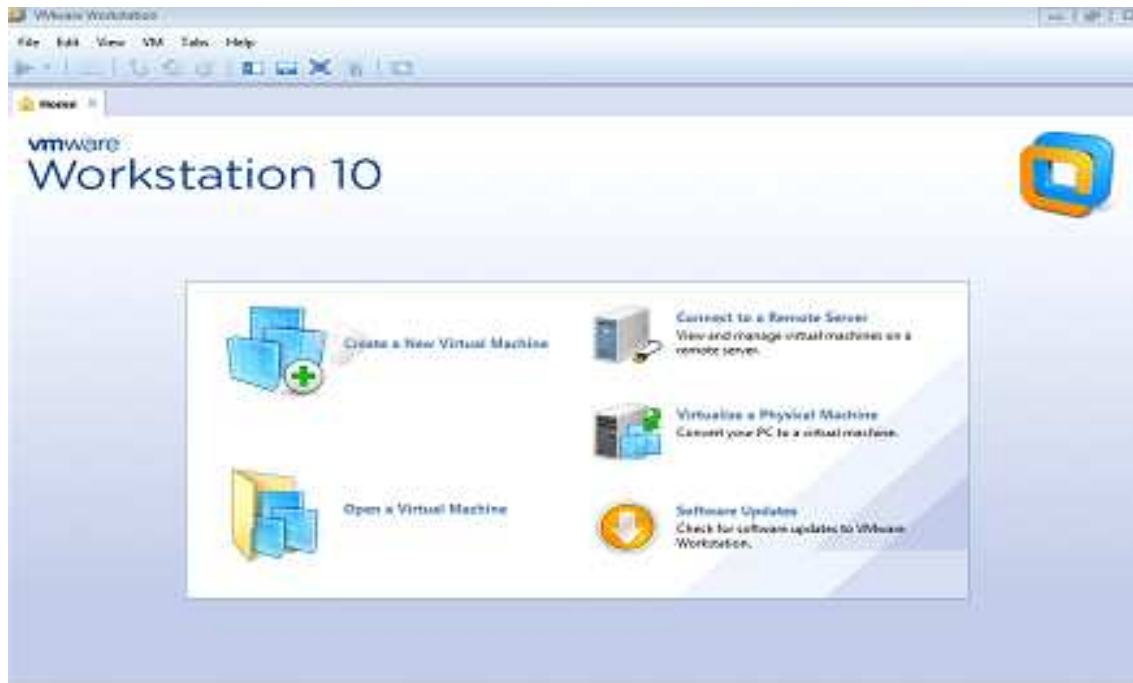 VMware Workstation
File Edit View VM Tabs Help
Home
vmware
Workstation 10
Create a New Virtual Machine
Open a Virtual Machine
Connect to a Remote Server
View and manage virtual machines on a
remote server.
Virtualize a Physical Machine
Convert your PC to a virtual machine.
Software Updates
Check for software updates to VMware
Workstation.